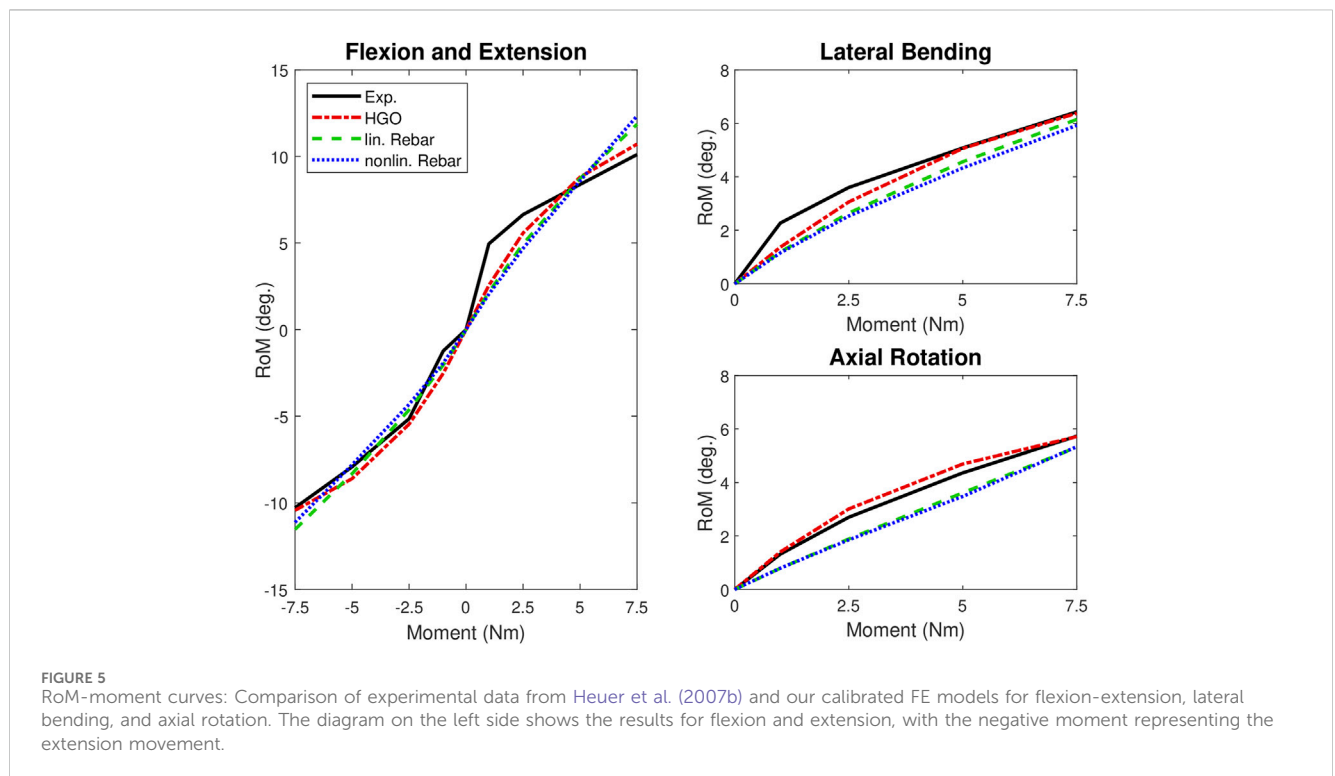 Flexion and Extension
15
10
5
0
-5
-10
-15
RoM (deg.)
Exp.
HGO
lin. Rebar
nonlin. Rebar
-7.5 -5 -2.5 0 2.5 5 7.5
Moment (Nm)
Lateral Bending
8
6
4
2
0
RoM (deg.)
0 2.5 5 7.5
Moment (Nm)
Axial Rotation
8
6
4
2
0
RoM (deg.)
0 2.5 5 7.5
Moment (Nm)
FIGURE 5
RoM-moment curves: Comparison of experimental data from Heuer et al. (2007b) and our calibrated FE models for flexion-extension, lateral
bending, and axial rotation. The diagram on the left side shows the results for flexion and extension, with the negative moment representing the
extension movement.